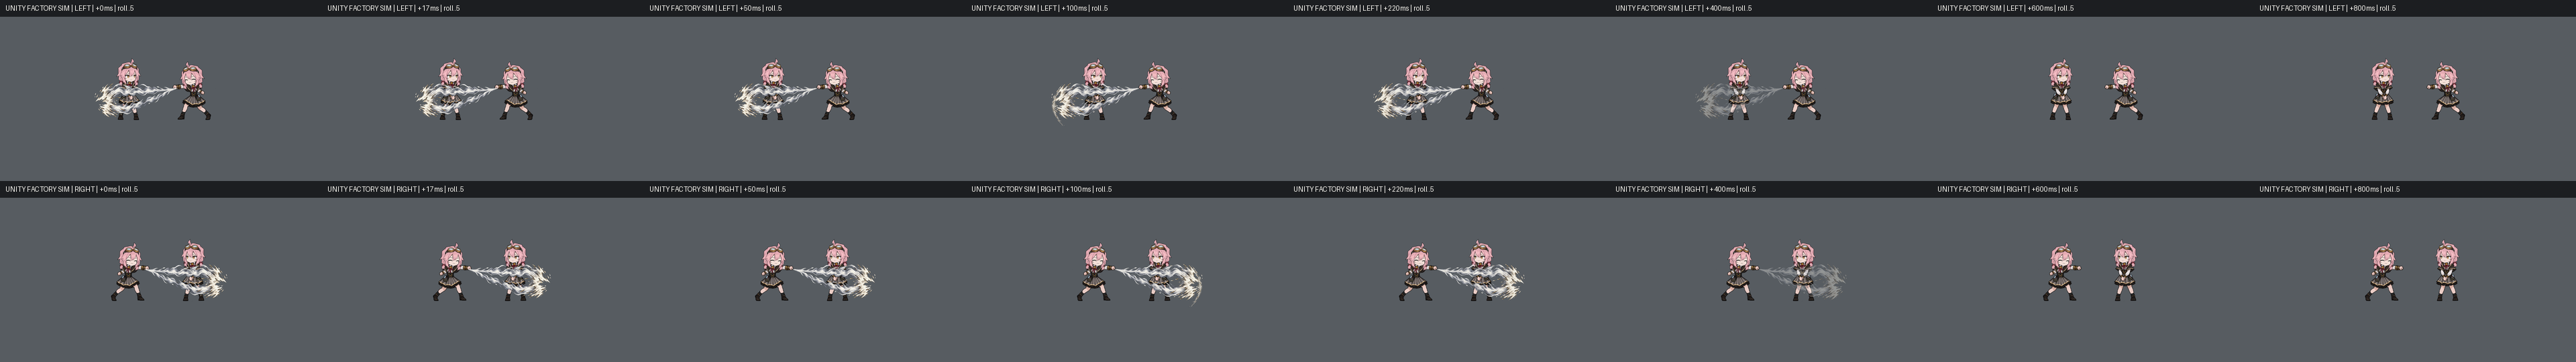 UNITY FACTORY SIM | LEFT | +0ms | roll .5
UNITY FACTORY SIM | LEFT | +17ms | roll .5
UNITY FACTORY SIM | LEFT | +50ms | roll .5
UNITY FACTORY SIM | LEFT | +100ms | roll .5
UNITY FACTORY SIM | LEFT | +220ms | roll .5
UNITY FACTORY SIM | LEFT | +400ms | roll .5
UNITY FACTORY SIM | LEFT | +600ms | roll .5
UNITY FACTORY SIM | LEFT | +800ms | roll .5
UNITY FACTORY SIM | RIGHT | +0ms | roll .5
UNITY FACTORY SIM | RIGHT | +17ms | roll .5
UNITY FACTORY SIM | RIGHT | +50ms | roll .5
UNITY FACTORY SIM | RIGHT | +100ms | roll .5
UNITY FACTORY SIM | RIGHT | +220ms | roll .5
UNITY FACTORY SIM | RIGHT | +400ms | roll .5
UNITY FACTORY SIM | RIGHT | +600ms | roll .5
UNITY FACTORY SIM | RIGHT | +800ms | roll .5